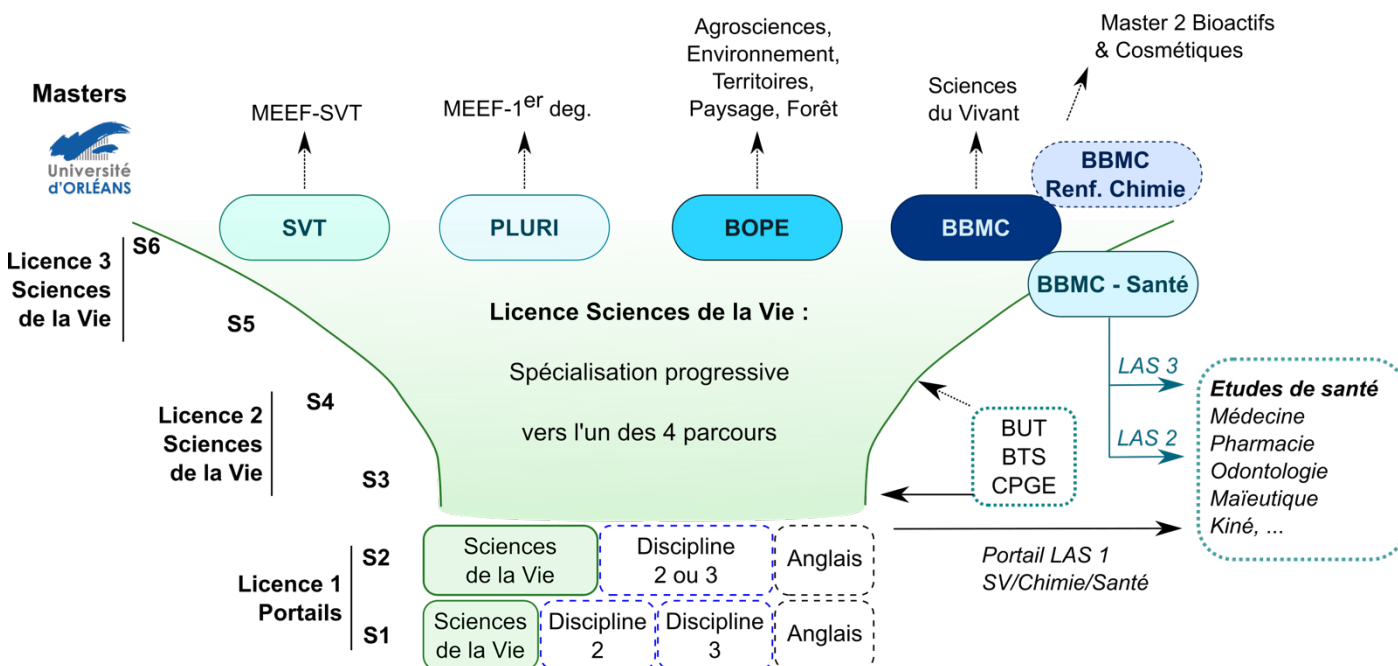 Masters
Université
d'ORLÉANS
MEEF-SVT
MEEF-1er deg.
Agrosciences,
Environnement,
Territoires,
Paysage, Forêt
Sciences
du Vivant
Master 2 Bioactifs
& Cosmétiques
SVT
PLURI
BOPE
BBMC
BBMC
Renf. Chimie
BBMC - Santé
Licence 3
Sciences
de la Vie
S6
S5
Licence Sciences de la Vie :
Spécialisation progressive
vers l'un des 4 parcours
Licence 2
Sciences
de la Vie
S4
S3
BUT
BTS
CPGE
LAS 3
LAS 2
Etudes de santé
Médecine
Pharmacie
Odontologie
Maïeutique
Kiné, ...
Portail LAS 1
SV/Chimie/Santé
Licence 1
Portails
S2
Sciences
de la Vie
Discipline
2 ou 3
Anglais
S1
Sciences
de la Vie
Discipline
2
Discipline
3
Anglais